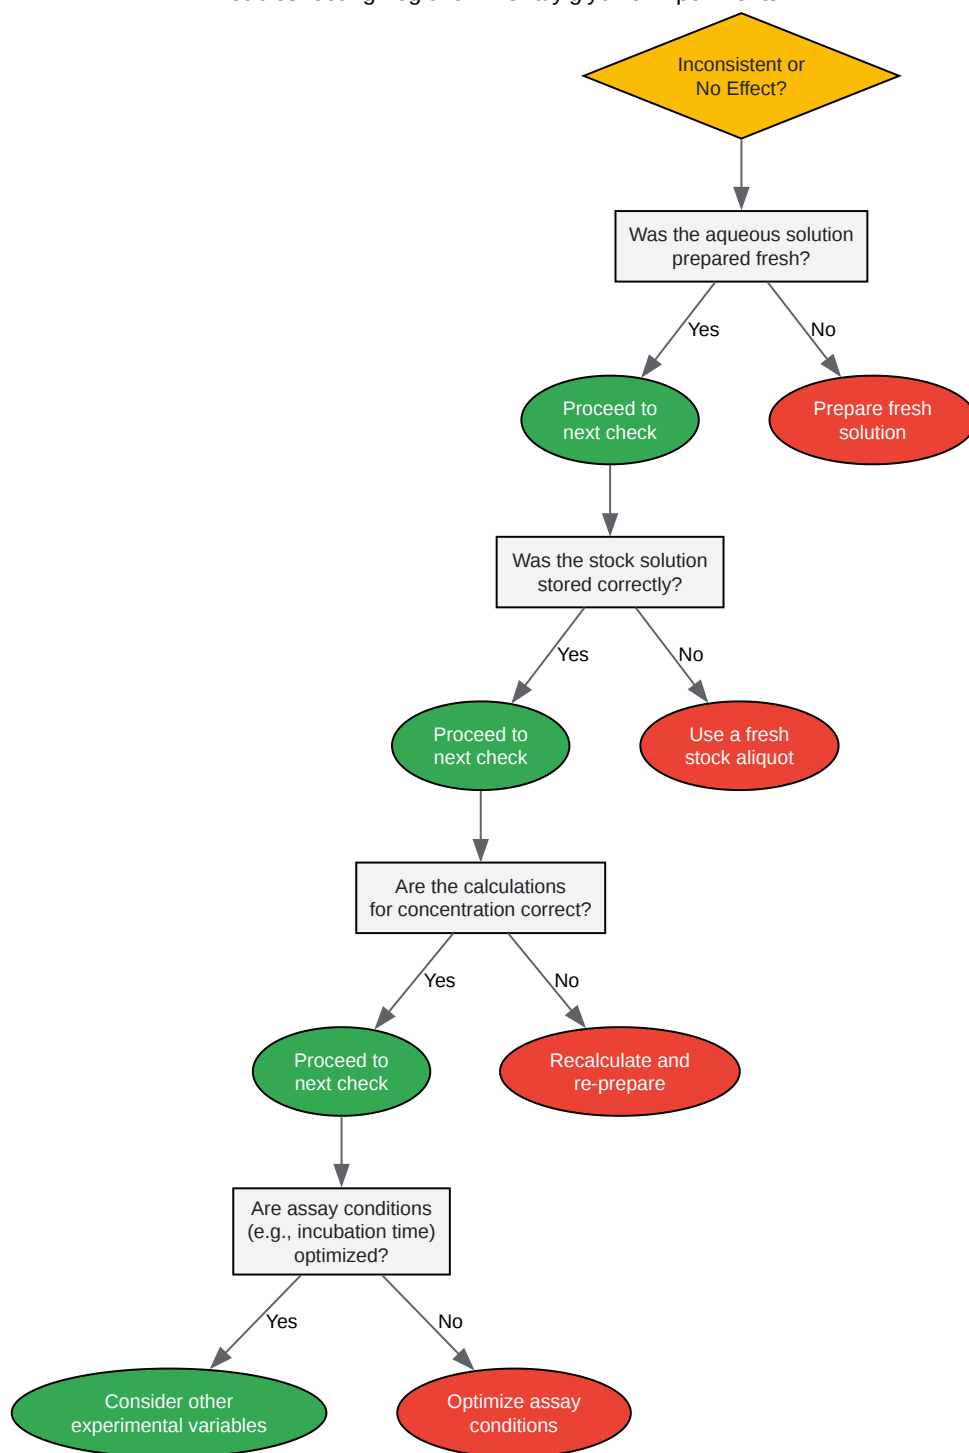 Inconsistent or
No Effect?
Was the aqueous solution
prepared fresh?
Yes
No
Proceed to
next check
Prepare fresh
solution
Was the stock solution
stored correctly?
Yes
No
Proceed to
next check
Use a fresh
stock aliquot
Are the calculations
for concentration correct?
Yes
No
Proceed to
next check
Recalculate and
re-prepare
Are assay conditions
(e.g., incubation time)
optimized?
Yes
No
Consider other
experimental variables
Optimize assay
conditions